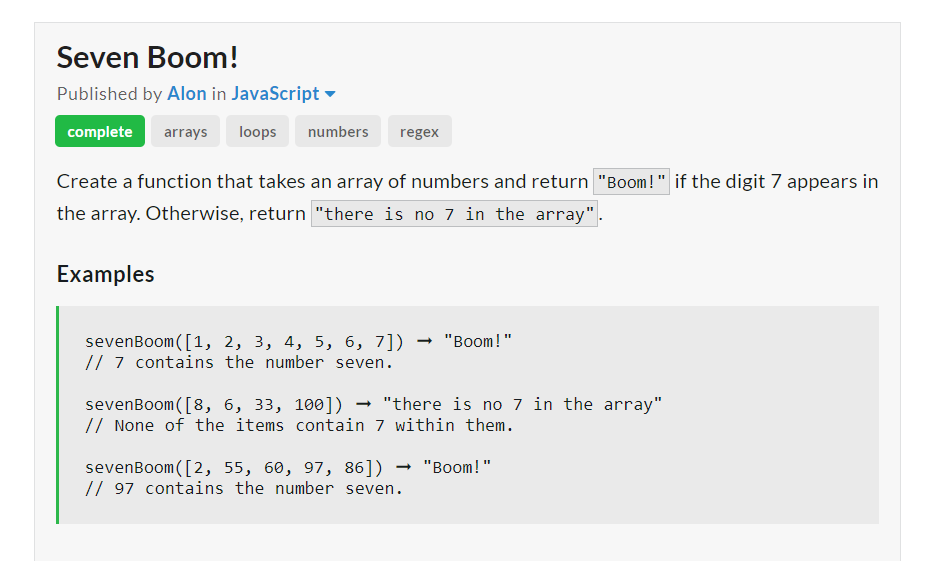 Seven Boom!
Published by Alon in JavaScript
complete arrays loops numbers regex
Create a function that takes an array of numbers and return "Boom!" if the digit 7 appears in
the array. Otherwise, return "there is no 7 in the array".
Examples
sevenBoom([1, 2, 3, 4, 5, 6, 7]) ➞ "Boom!"
// 7 contains the number seven.
sevenBoom([8, 6, 33, 100]) ➞ "there is no 7 in the array"
// None of the items contain 7 within them.
sevenBoom([2, 55, 60, 97, 86]) ➞ "Boom!"
// 97 contains the number seven.